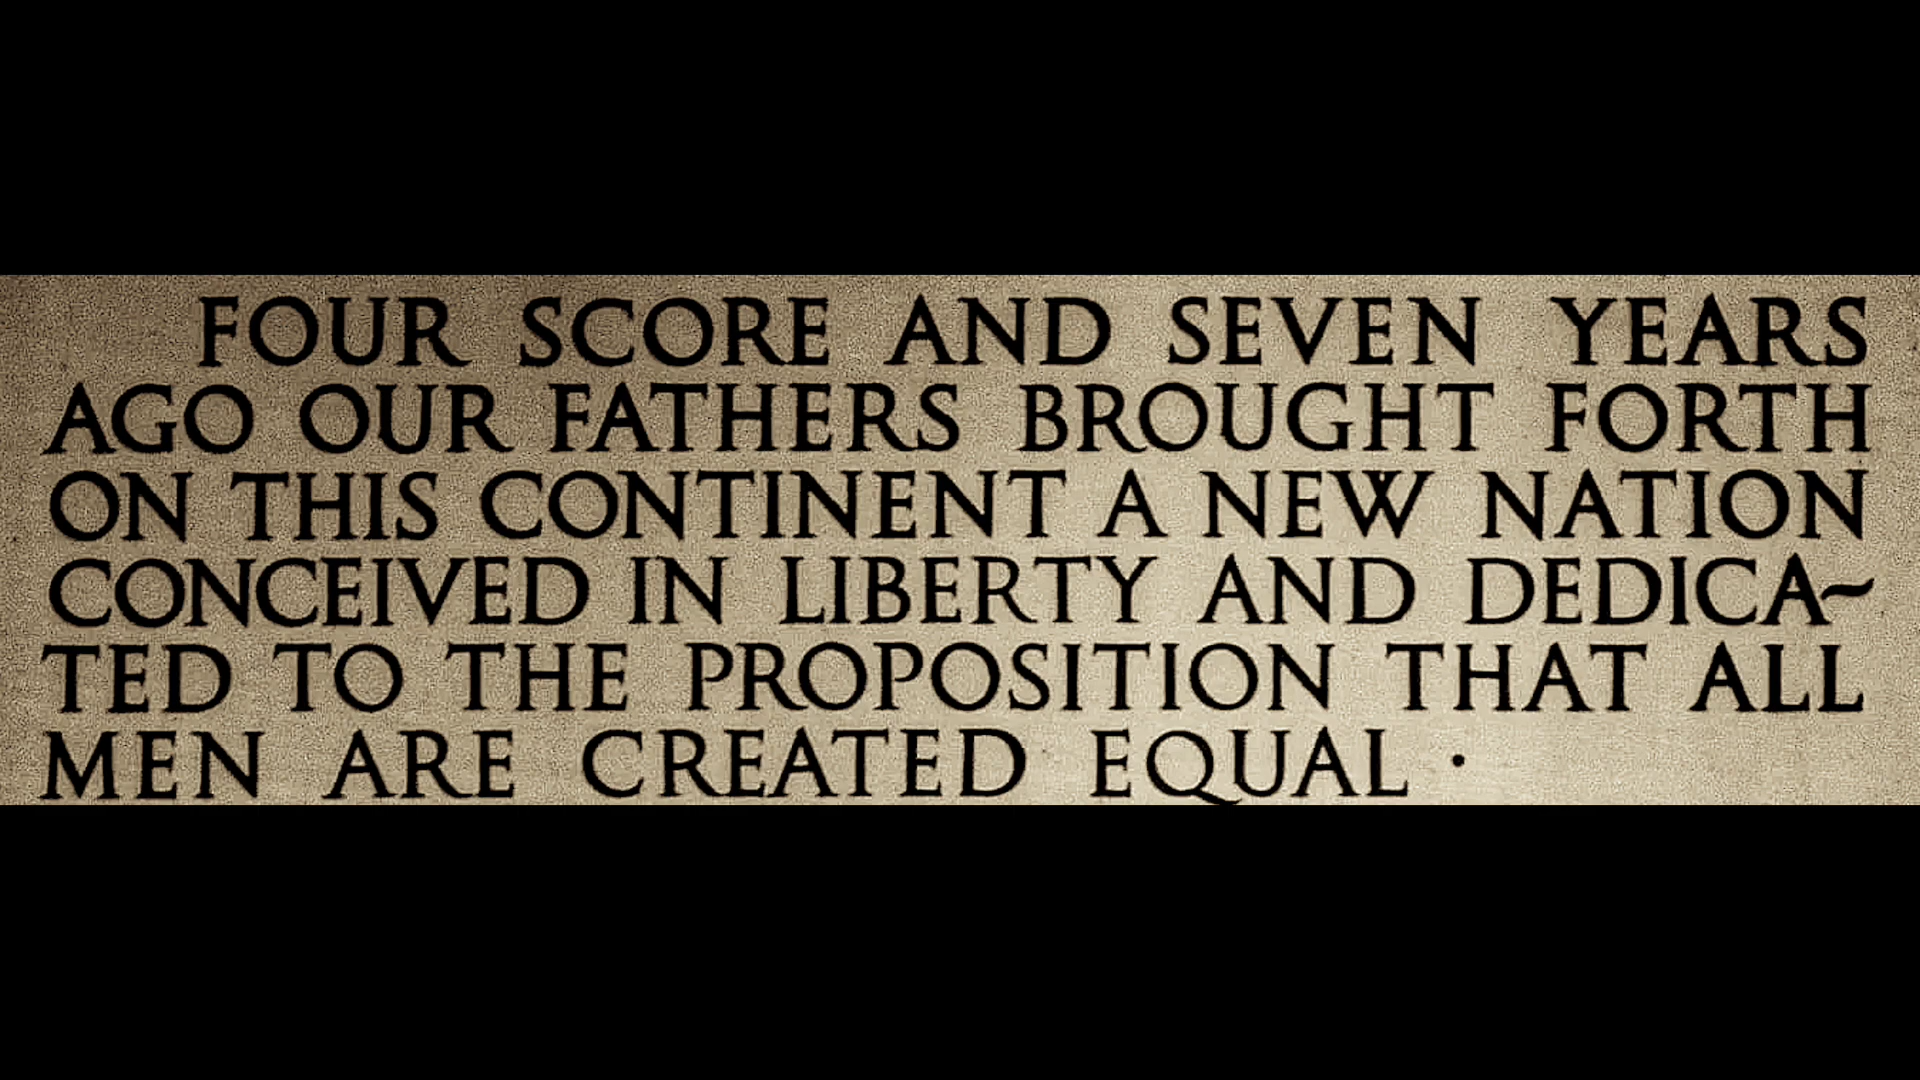 FOUR SCORE AND SEVEN YEARS
AGO OUR FATHERS BROUGHT FORTH
ON THIS CONTINENT A NEW NATION
CONCEIVED IN LIBERTY AND DEDICA~
TED TO THE PROPOSITION THAT ALL
MEN ARE CREATED EQUAL ·